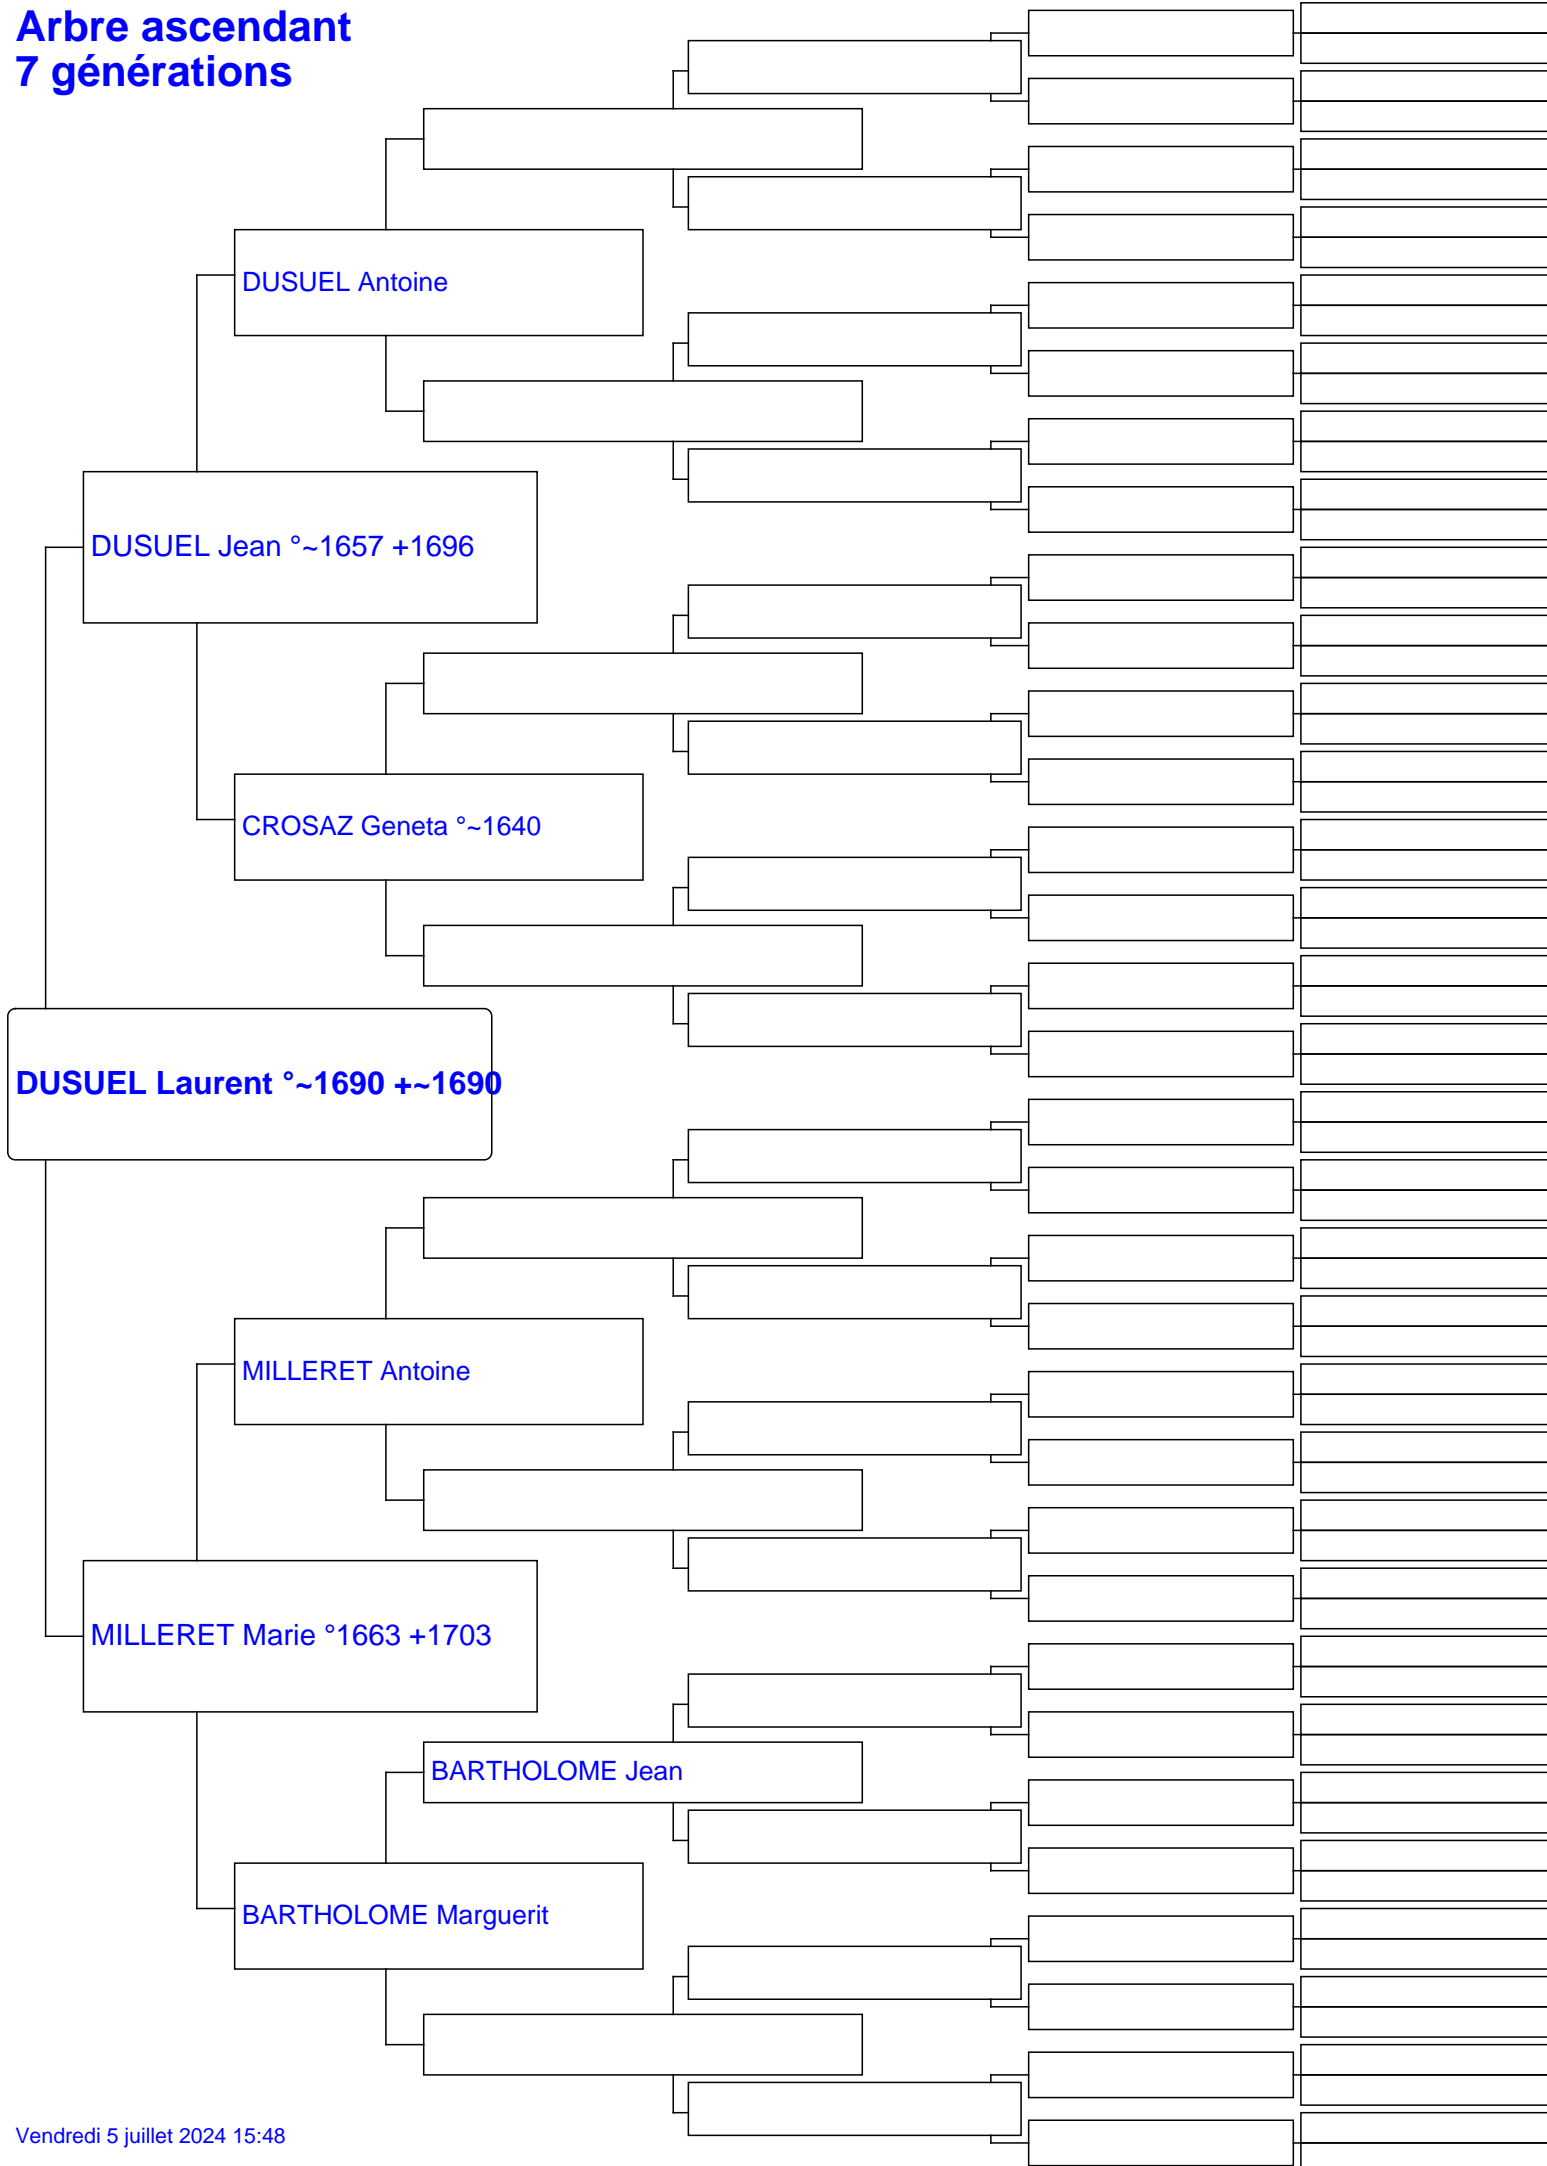 Arbre ascendant
7 générations
DUSUEL Antoine
DUSUEL Jean °~1657 +1696
CROSAZ Geneta °~1640
DUSUEL Laurent °~1690 +~1690
MILLERET Antoine
MILLERET Marie °1663 +1703
BARTHOLOME Jean
BARTHOLOME Marguerit
Vendredi 5 juillet 2024 15:48